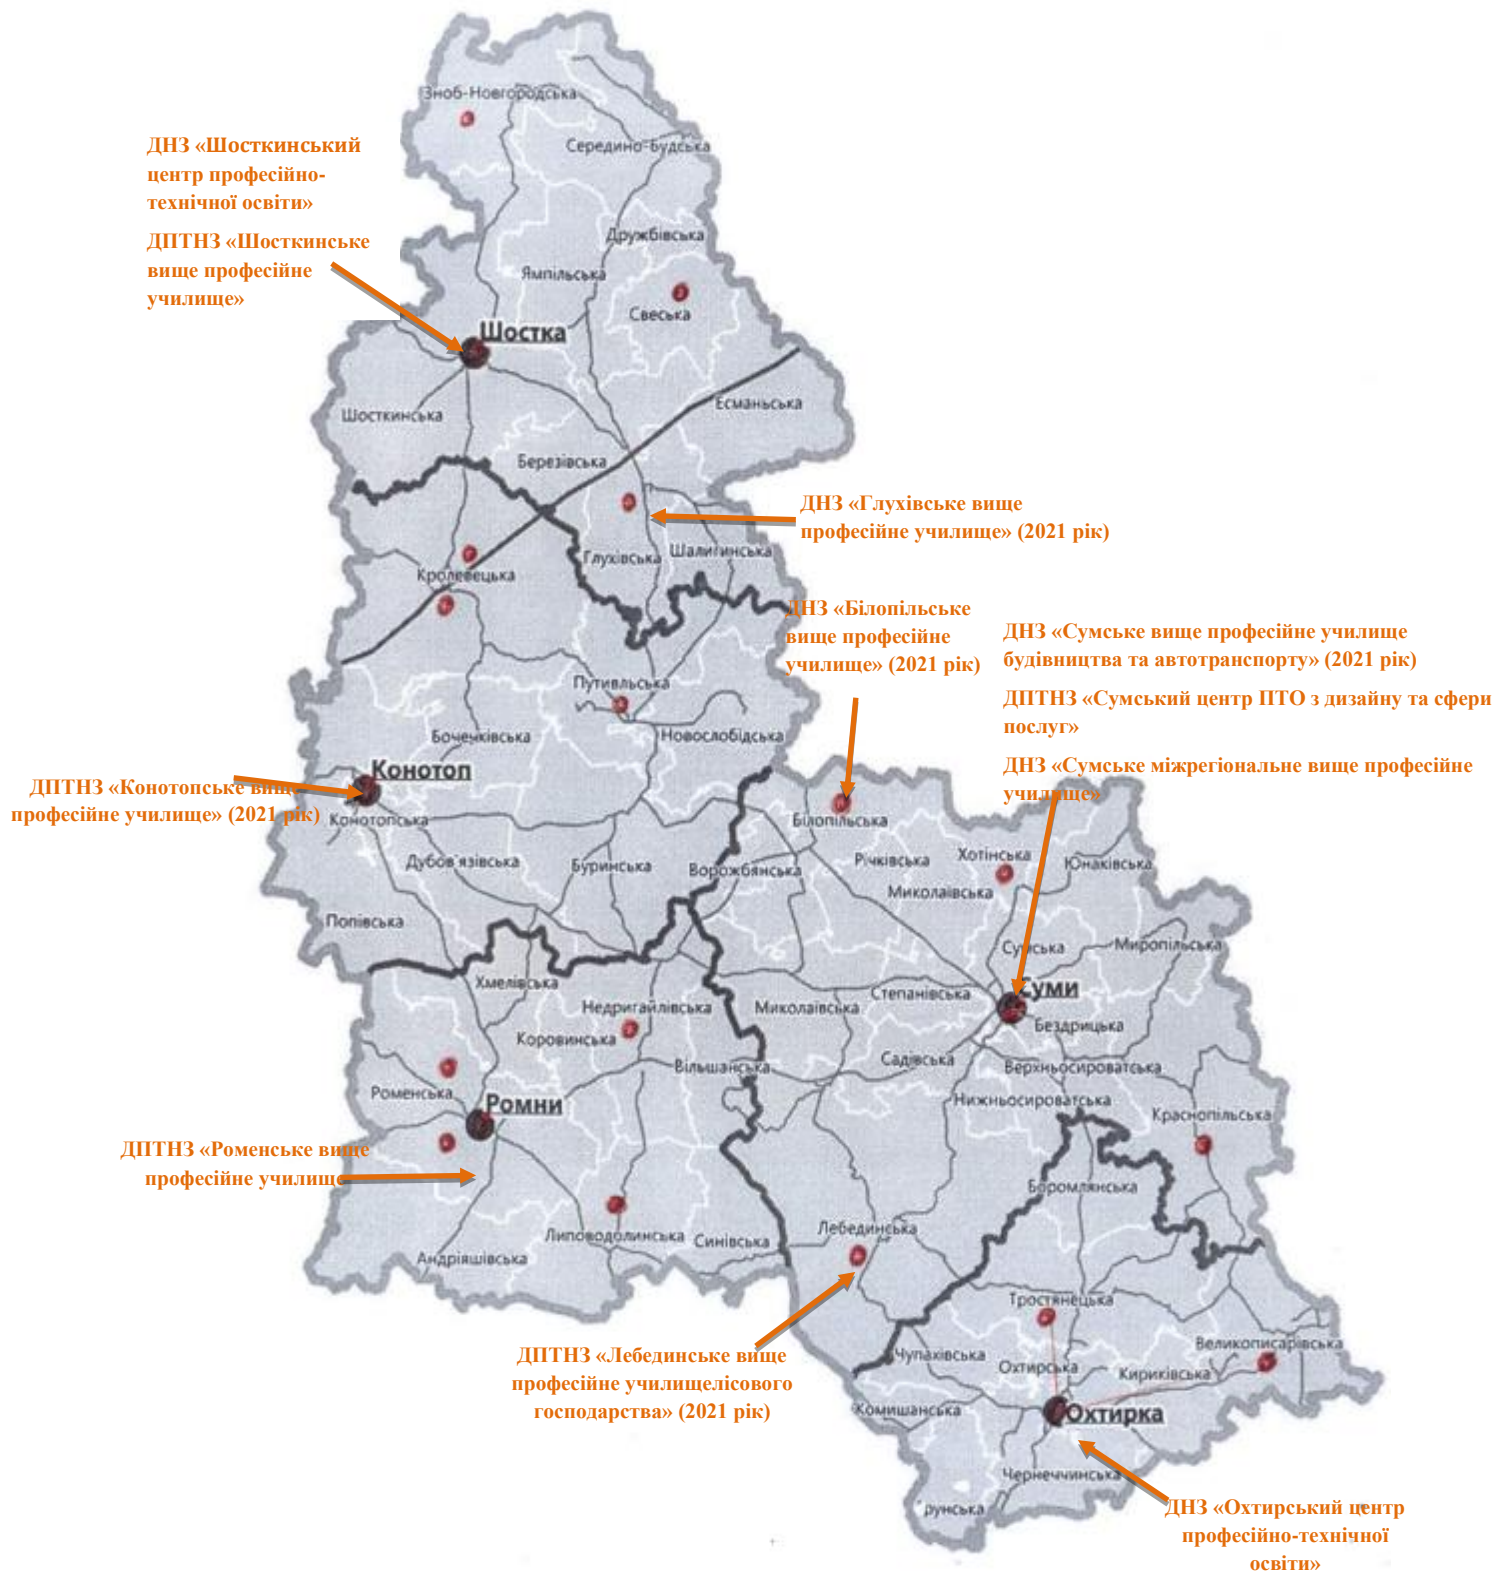 Зноб-Новгородська
Середино-Будська
ДНЗ «Шосткинський
центр професійно-
технічної освіти»
ДПТНЗ «Шосткинське
вище професійне
училище»
Дружбівська
Ямпільська
Свеська
Шостка
Шосткинська
Есманьська
Березівська
ДНЗ «Глухівське вище
професійне училище» (2021 рік)
Глухівська
Шалигинська
Кролевецька
ДНЗ «Білопільське
вище професійне
училище» (2021 рік)
ДНЗ «Сумське вище професійне училище
будівництва та автотранспорту» (2021 рік)
ДПТНЗ «Сумський центр ПТО з дизайну та сфери
послуг»
ДНЗ «Сумське міжрегіональне вище професійне
училище»
Путивльська
Бочечківська
Новослобідська
Конотоп
ДПТНЗ «Конотопське вище
професійне училище» (2021 рік)
Конотопська
Білопільська
Дубов'язівська
Буринська
Ворожбянська
Річківська
Хотінська
Юнаківська
Миколаївська
Попівська
Сумська
Миропільська
Хмелівська
Недригайлівська
Миколаївська
Степанівська
Суми
Коровинська
Бездрицька
Вільшанська
Садівська
Верхньосироватська
Роменська
Ромни
Нижньосироватська
Краснопільська
ДПТНЗ «Роменське вище
професійне училище
Боромлянська
Липоводолинська
Синівська
Лебединська
Андріяшівська
Тростянецька
ДПТНЗ «Лебединське вище
професійне училищелісового
господарства» (2021 рік)
Чупахівська
Охтирська
Кириківська
Великописарівська
Комишанська
Охтирка
Чернеччинська
Грунська
ДНЗ «Охтирський центр
професійно-технічної
освіти»